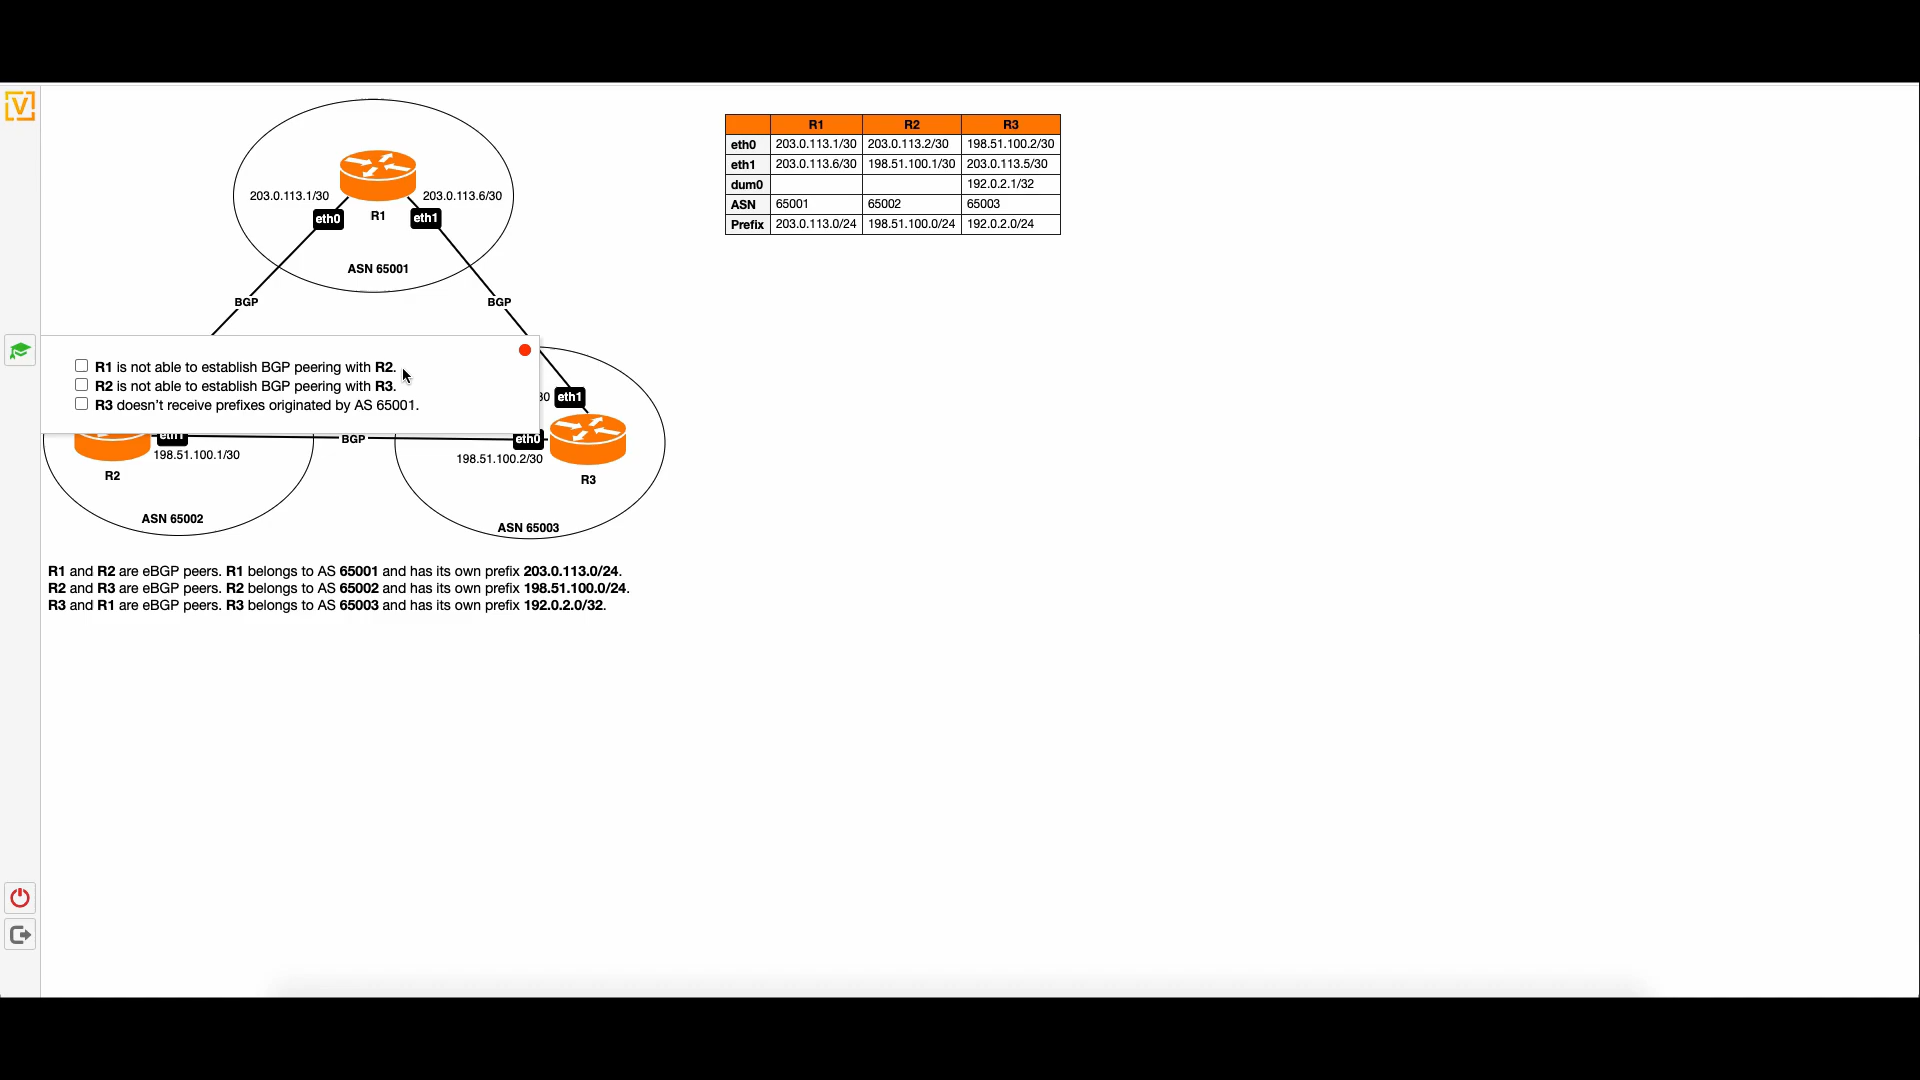 V
R1 R2 R3
eth0 203.0.113.1/30 203.0.113.2/30 198.51.100.2/30
eth1 203.0.113.6/30 198.51.100.1/30 203.0.113.5/30
dum0 192.0.2.1/32
ASN 65001 65002 65003
Prefix 203.0.113.0/24 198.51.100.0/24 192.0.2.0/24
203.0.113.1/30 203.0.113.6/30
eth0 R1 eth1
ASN 65001
BGP BGP
R1 is not able to establish BGP peering with R2.
R2 is not able to establish BGP peering with R3.
R3 doesn’t receive prefixes originated by AS 65001.
30 eth1
eth1 BGP eth0
198.51.100.1/30 198.51.100.2/30
R2 R3
ASN 65002 ASN 65003
R1 and R2 are eBGP peers. R1 belongs to AS 65001 and has its own prefix 203.0.113.0/24.
R2 and R3 are eBGP peers. R2 belongs to AS 65002 and has its own prefix 198.51.100.0/24.
R3 and R1 are eBGP peers. R3 belongs to AS 65003 and has its own prefix 192.0.2.0/32.